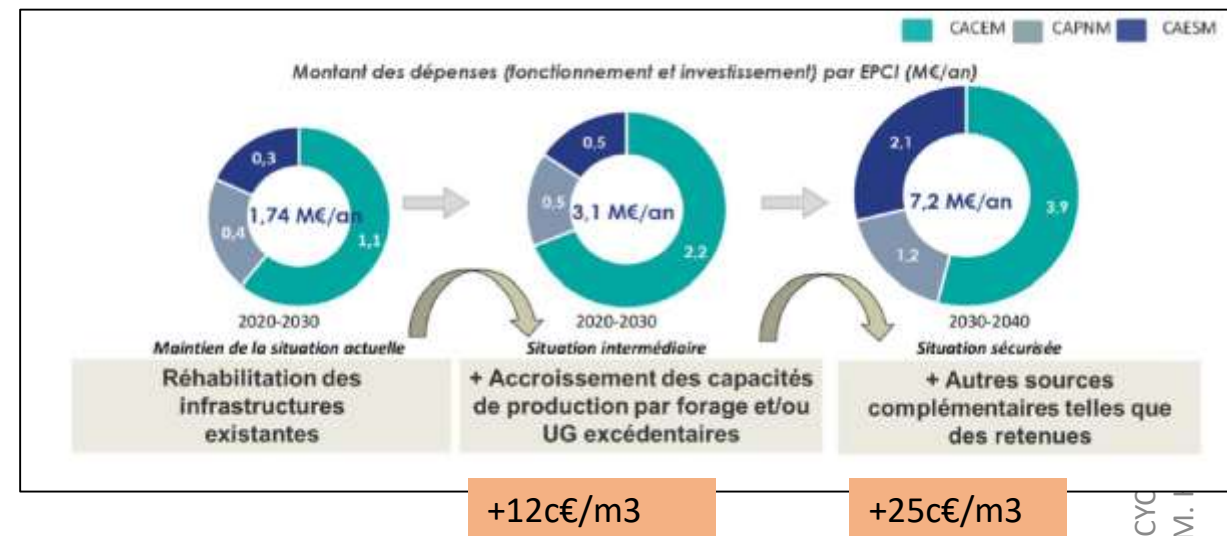 CACEM CAPNM CAESM
Montant des dépenses (fonctionnement et investissement) par EPCI (M€/an)
0,3
0,4
1,1
1,74 M€/an
0,5
0,5
2,2
3,1 M€/an
2,1
1,2
3,9
7,2 M€/an
2020-2030
Maintien de la situation actuelle
2020-2030
Situation intermédiaire
2030-2040
Situation sécurisée
Réhabilitation des
infrastructures
existantes
+ Accroissement des capacités
de production par forage et/ou
UG excédentaires
+ Autres sources
complémentaires telles que
des retenues
+12c€/m3
+25c€/m3
CYC
M.